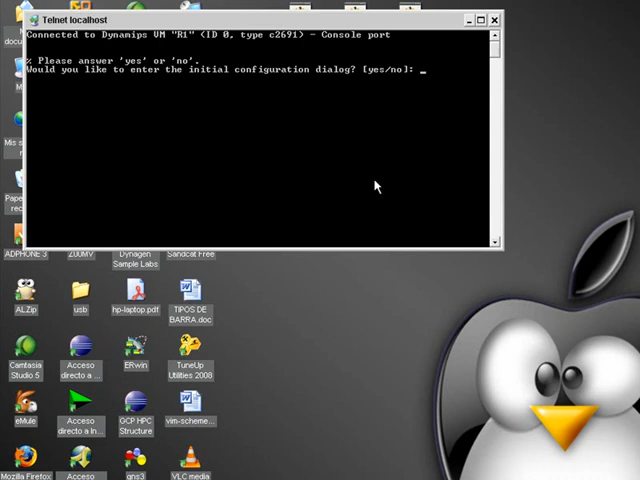 Telnet localhost
Connected to Dynamips VM "R1" (ID 0, type c2691) - Console port
% Please answer 'yes' or 'no'.
Would you like to enter the initial configuration dialog? [yes/no]: _
ADPHONE 3
ZOOMV
Dynagen
Sample Labs
Sandcat Free
ALZip
usb
hp-laptop.pdf
TIPOS DE
BARRA.doc
Camtasia
Studio 5
Acceso
directo a ...
ERwin
TuneUp
Utilities 2008
eMule
Acceso
directo a In...
GCP HPC
Structure
vim-scheme...
Mozilla Firefox
Acceso
gns3
VLC media